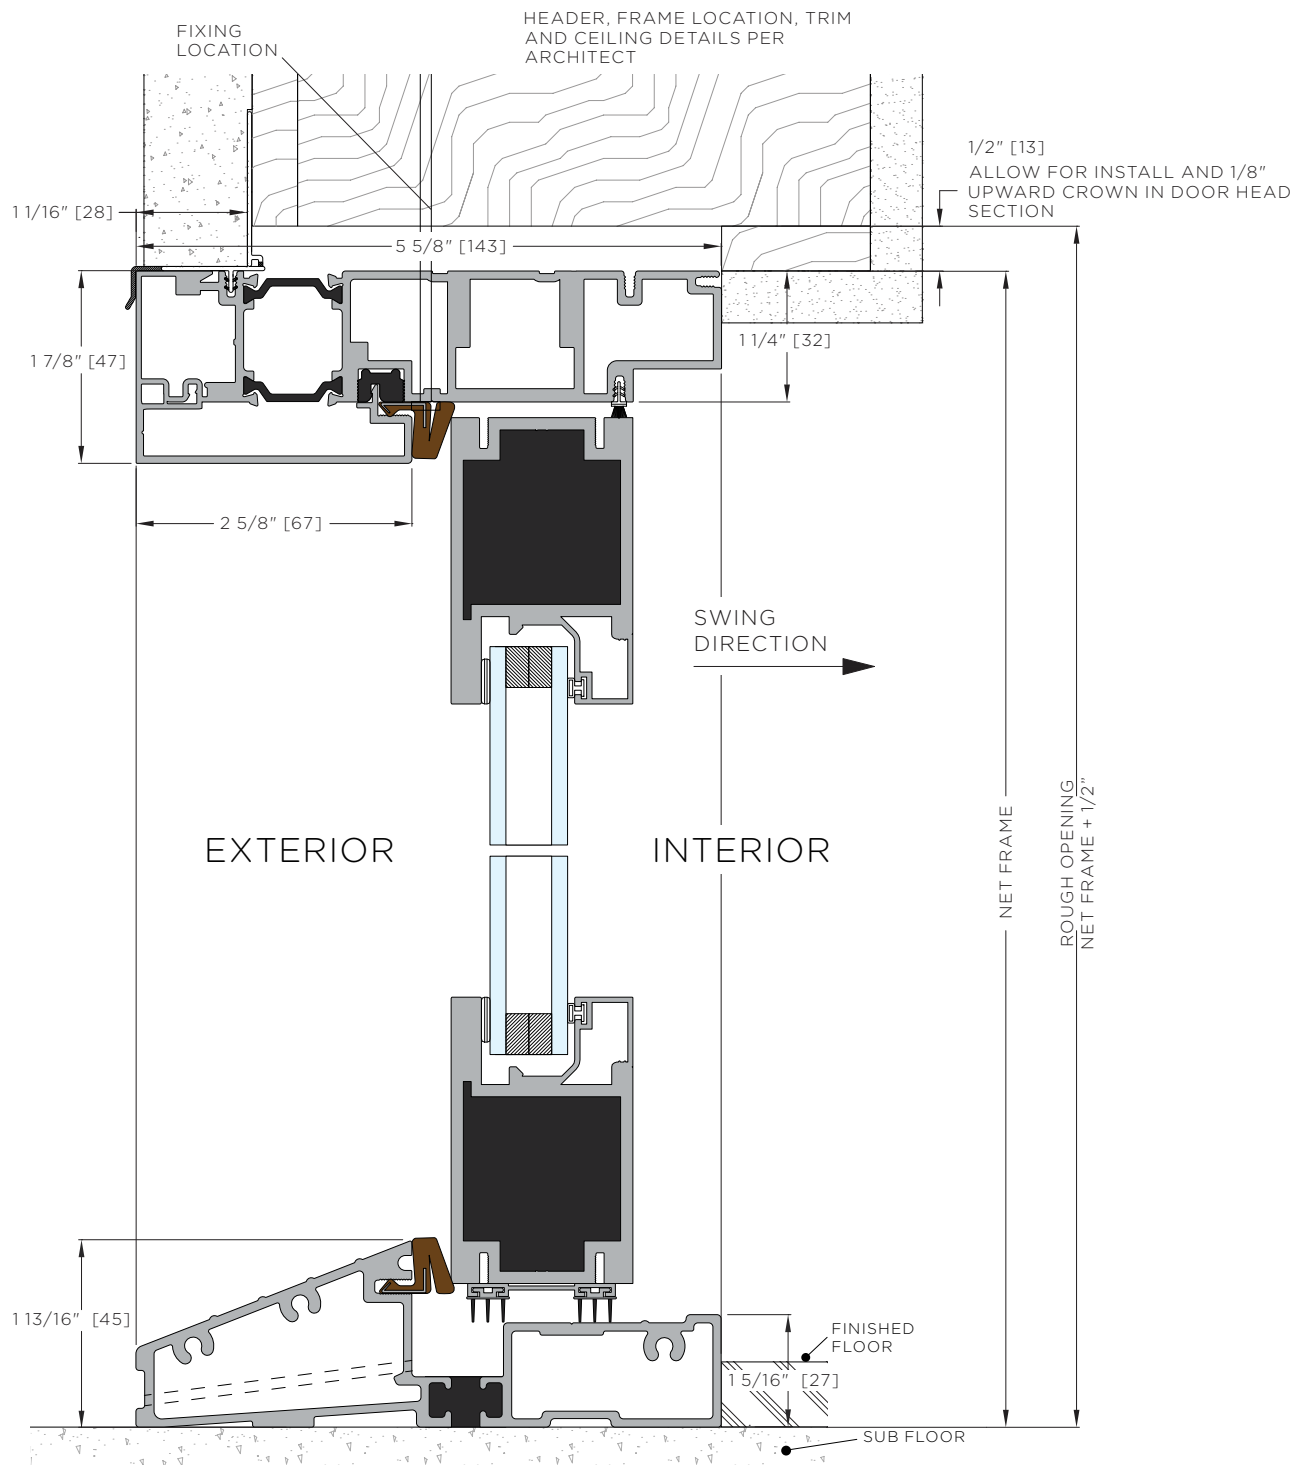 FIXING
LOCATION
HEADER, FRAME LOCATION, TRIM
AND CEILING DETAILS PER
ARCHITECT
1/2" [13]
ALLOW FOR INSTALL AND 1/8"
UPWARD CROWN IN DOOR HEAD
SECTION
1 1/16" [28]
5 5/8" [143]
1 7/8" [47]
1 1/4" [32]
2 5/8" [67]
SWING
DIRECTION
EXTERIOR
INTERIOR
NET FRAME
ROUGH OPENING
NET FRAME + 1/2"
1 13/16" [45]
FINISHED
FLOOR
1 5/16" [27]
SUB FLOOR